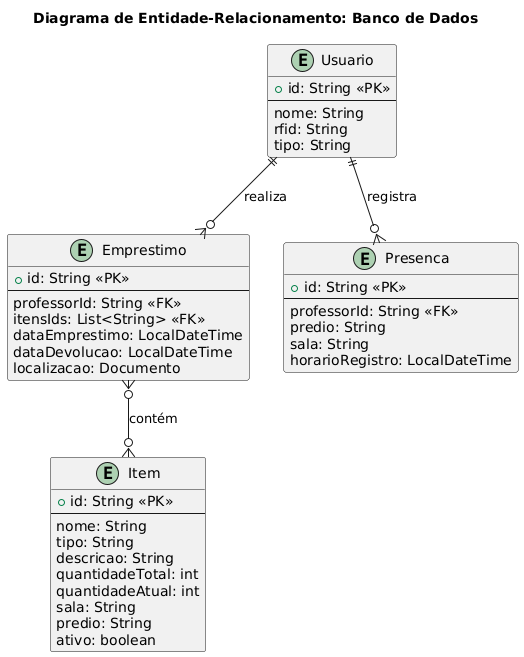 Diagrama de Entidade-Relacionamento: Banco de Dados
E Usuario
id: String «PK»
nome: String
rfid: String
tipo: String
realiza
registra
E Emprestimo
id: String «PK»
professorId: String «FK»
itensIds: List<String> «FK»
dataEmprestimo: LocalDateTime
dataDevolucao: LocalDateTime
localizacao: Documento
E Presenca
id: String «PK»
professorId: String «FK»
predio: String
sala: String
horarioRegistro: LocalDateTime
contém
E Item
id: String «PK»
nome: String
tipo: String
descricao: String
quantidadeTotal: int
quantidadeAtual: int
sala: String
predio: String
ativo: boolean